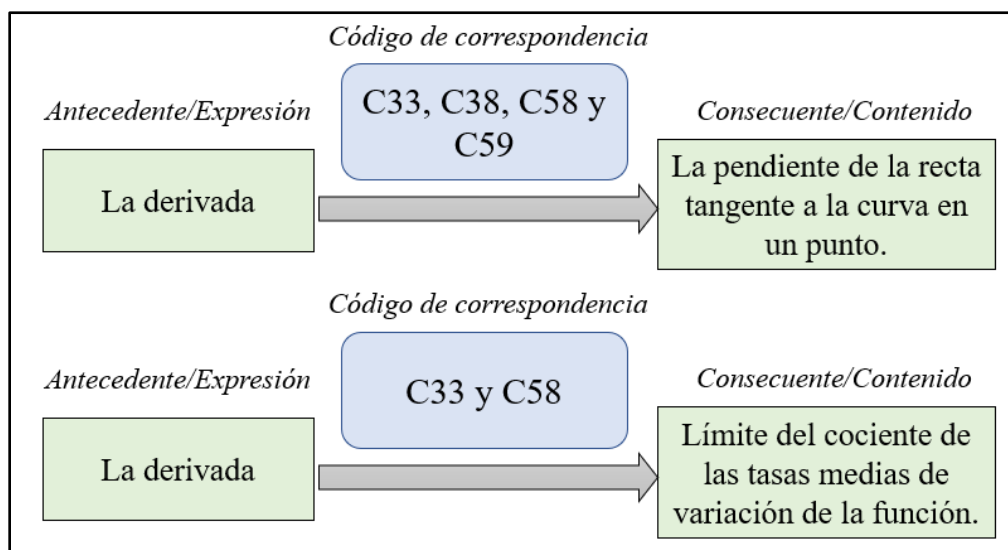 Código de correspondencia
Antecedente/Expresión
C33, C38, C58 y
C59
Consecuente/Contenido
La derivada
La pendiente de la recta
tangente a la curva en
un punto.
Código de correspondencia
Antecedente/Expresión
C33 y C58
Consecuente/Contenido
La derivada
Límite del cociente de
las tasas medias de
variación de la función.